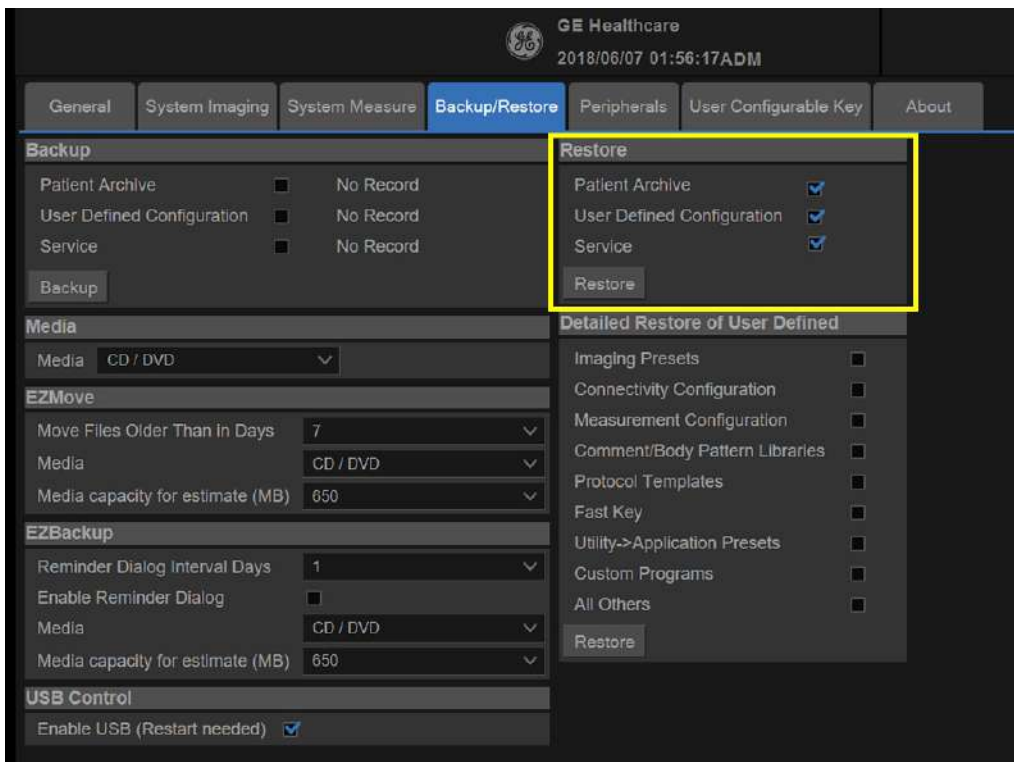 GE Healthcare
2018/06/07 01:56:17ADM
General System Imaging System Measure Backup/Restore Peripherals User Configurable Key About
Backup
Patient Archive No Record
User Defined Configuration No Record
Service No Record
Backup
Media
Media CD / DVD
EZMove
Move Files Older Than in Days 7
Media CD / DVD
Media capacity for estimate (MB) 650
EZBackup
Reminder Dialog Interval Days 1
Enable Reminder Dialog
Media CD / DVD
Media capacity for estimate (MB) 650
USB Control
Enable USB (Restart needed)
Restore
Patient Archive
User Defined Configuration
Service
Restore
Detailed Restore of User Defined
Imaging Presets
Connectivity Configuration
Measurement Configuration
Comment/Body Pattern Libraries
Protocol Templates
Fast Key
Utility->Application Presets
Custom Programs
All Others
Restore